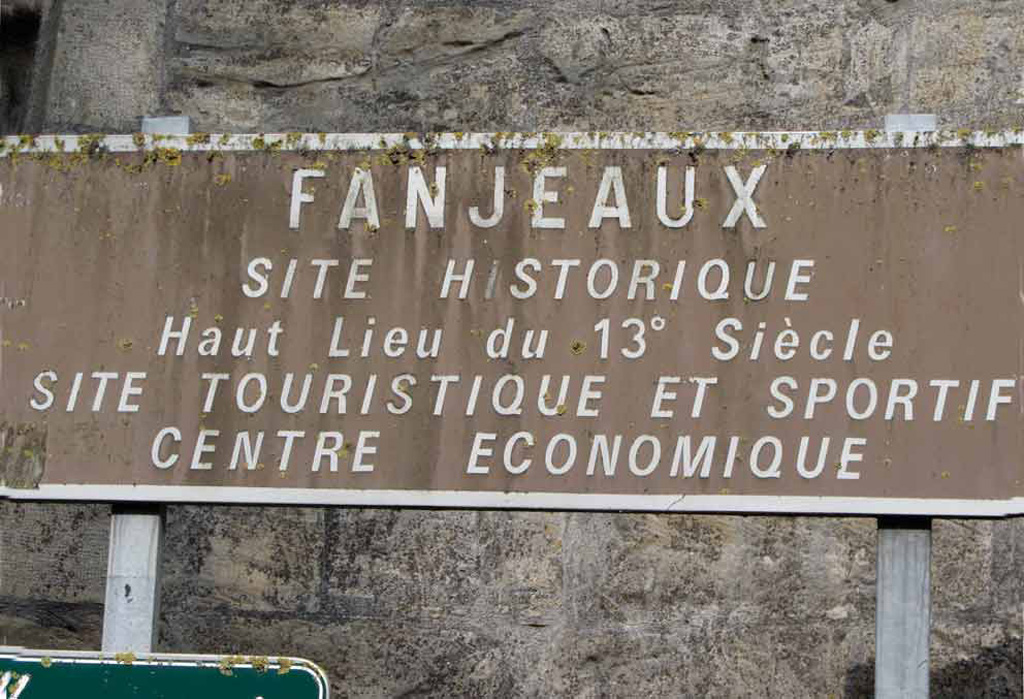 FANJEAUX
SITE HISTORIQUE
Haut Lieu du 13° Siècle
SITE TOURISTIQUE ET SPORTIF
CENTRE ECONOMIQUE